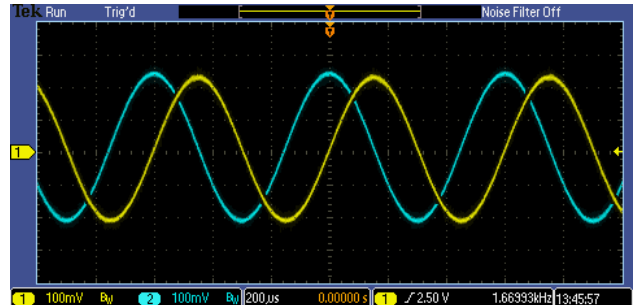 Tek Run Trig'd Noise Filter Off
1
1 100mV BW 2 100mV BW 200µs 0.00000 s 1 2.50 V 1.66993kHz 13:45:57